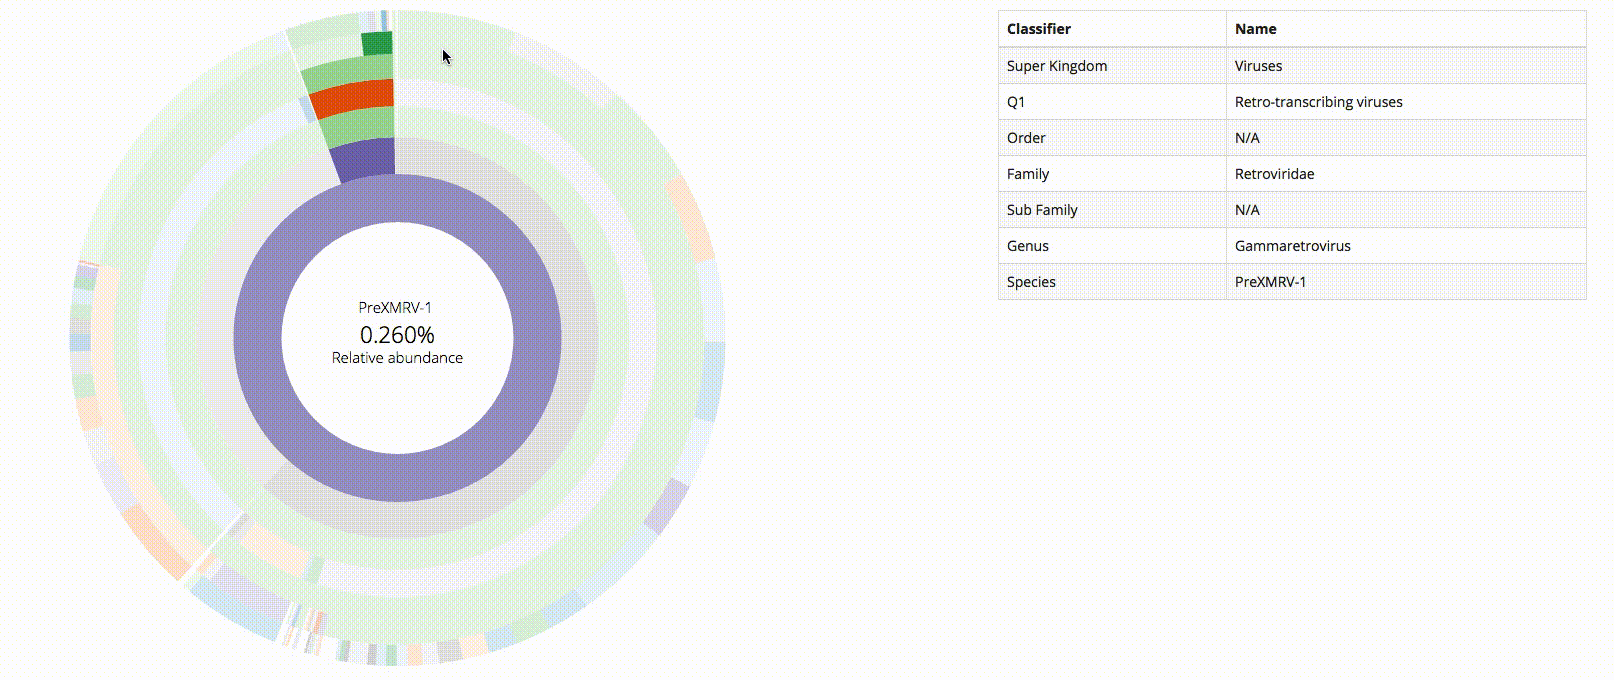 PreXMRV-1
0.260%
Relative abundance
Classifier Name
Super Kingdom Viruses
Q1 Retro-transcribing viruses
Order N/A
Family Retroviridae
Sub Family N/A
Genus Gammaretrovirus
Species PreXMRV-1